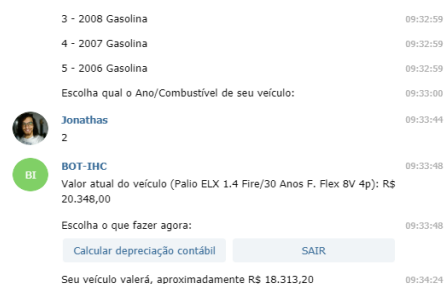 3 - 2008 Gasolina 09:32:59
4 - 2007 Gasolina 09:32:59
5 - 2006 Gasolina 09:32:59
Escolha qual o Ano/Combustível de seu veículo: 09:33:00
Jonathas 09:33:44
2
BI
BOT-IHC 09:33:48
Valor atual do veículo (Palio ELX 1.4 Fire/30 Anos F. Flex 8V 4p): R$
20.348,00
Escolha o que fazer agora: 09:33:48
Calcular depreciação contábil SAIR
Seu veículo valerá, aproximadamente R$ 18.313,20 09:34:24